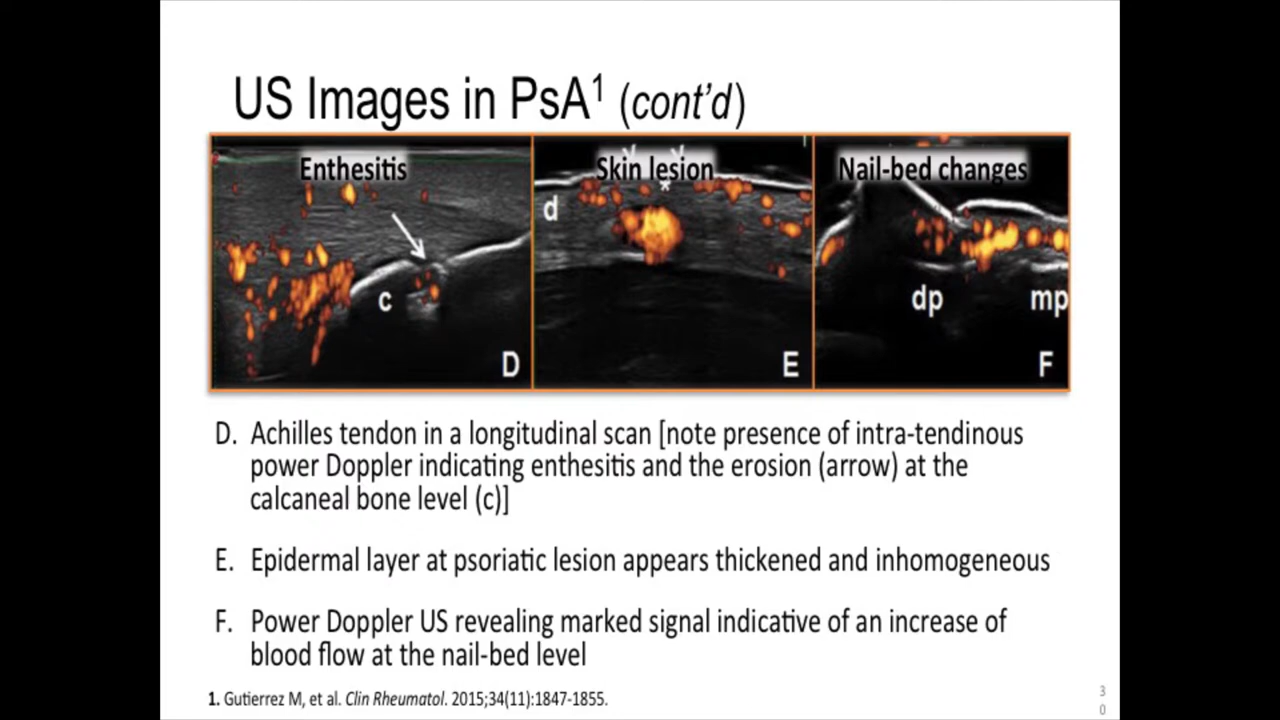 US Images in PsA1 (cont'd)
Enthesitis
Skin lesion
Nail-bed changes
d
*
c
dp
mp
D
E
F
D. Achilles tendon in a longitudinal scan [note presence of intra-tendinous
power Doppler indicating enthesitis and the erosion (arrow) at the
calcaneal bone level (c)]
E. Epidermal layer at psoriatic lesion appears thickened and inhomogeneous
F. Power Doppler US revealing marked signal indicative of an increase of
blood flow at the nail-bed level
1. Gutierrez M, et al. Clin Rheumatol. 2015;34(11):1847-1855.
3
0